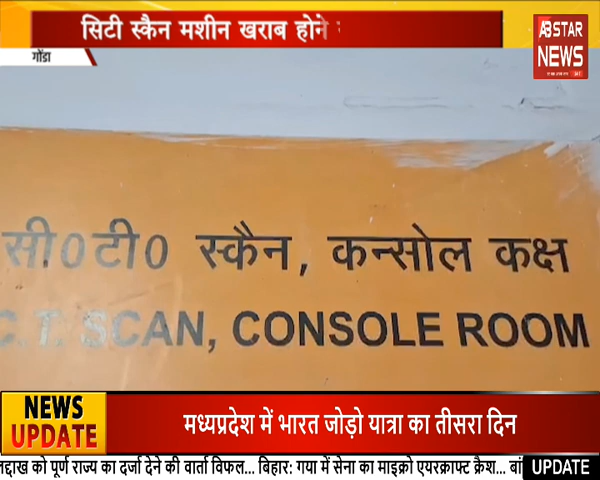 सिटी स्कैन मशीन खराब होने
गोंडा
AB STAR
NEWS
सी0टी0 स्कैन, कन्सोल कक्ष
C.T. SCAN, CONSOLE ROOM
NEWS
UPDATE
मध्यप्रदेश में भारत जोड़ो यात्रा का तीसरा दिन
को पूर्ण राज्य का दर्जा देने की वार्ता विफल... बिहार: गया में सेना का माइक्रो एयरक्राफ्ट क्रैश...
UPDATE